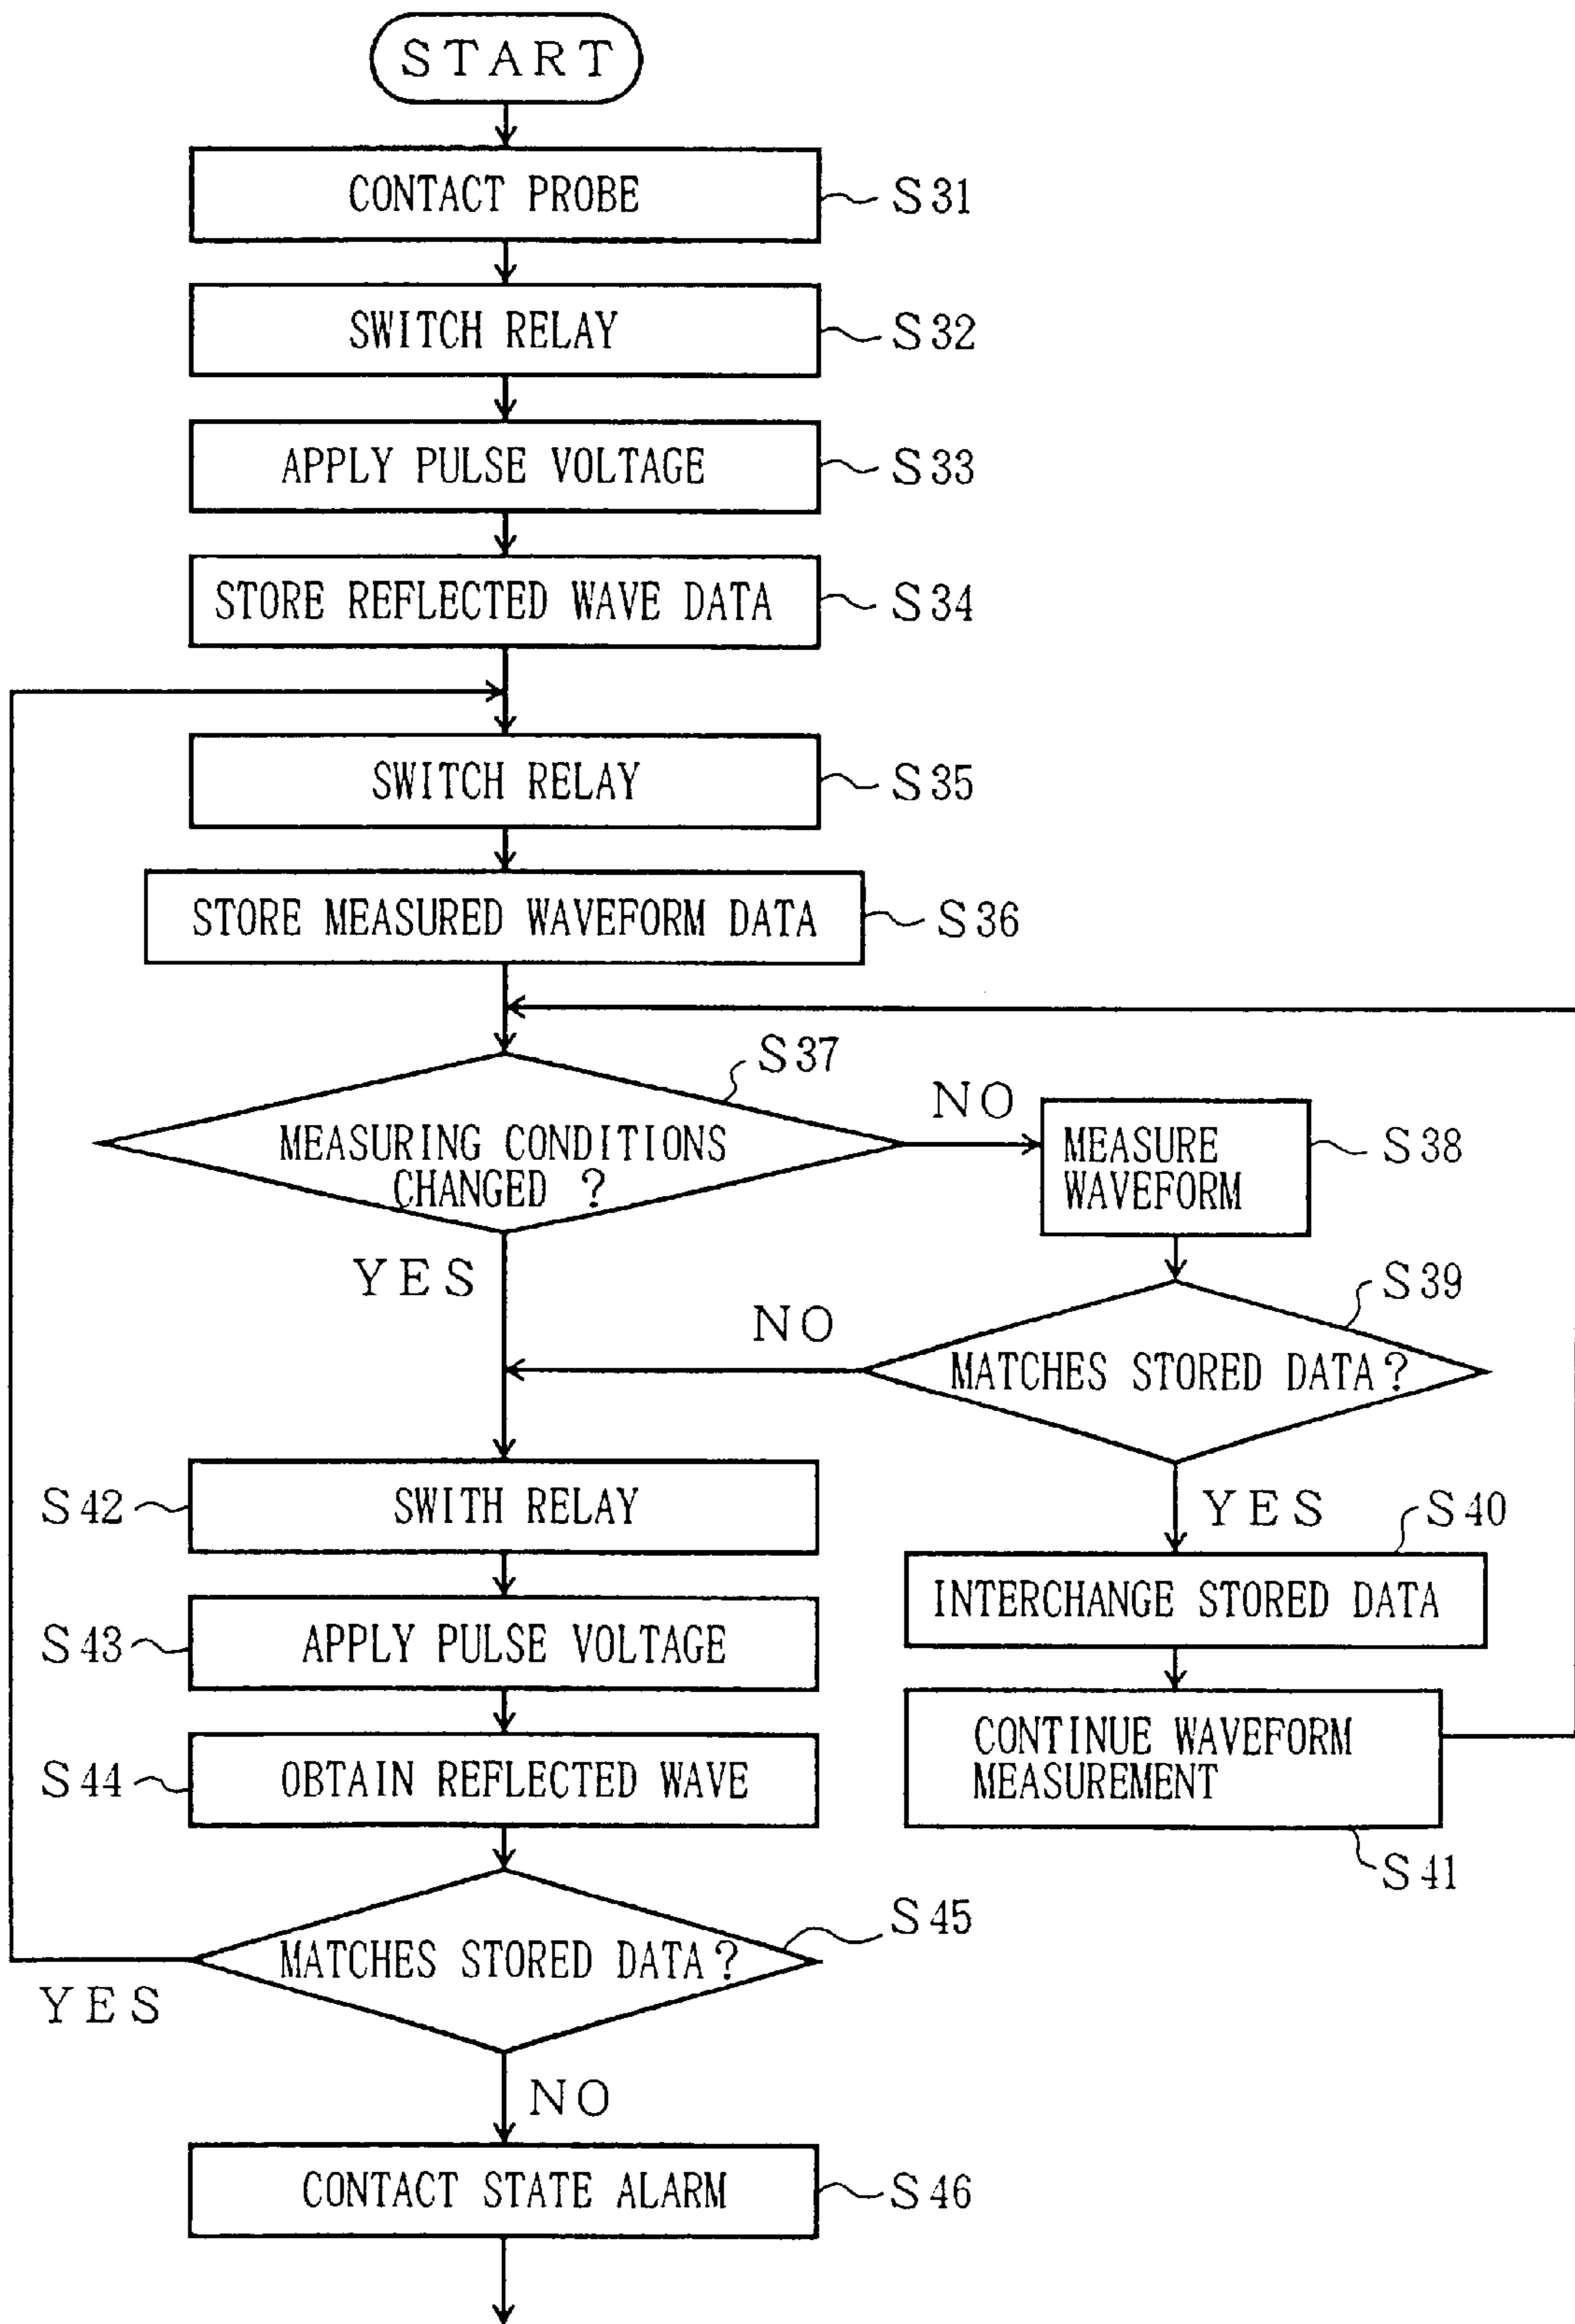 START
CONTACT PROBE
S31
SWITCH RELAY
S32
APPLY PULSE VOLTAGE
S33
STORE REFLECTED WAVE DATA
S34
SWITCH RELAY
S35
STORE MEASURED WAVEFORM DATA
S36
S37
MEASURING CONDITIONS
CHANGED ?
NO
MEASURE
WAVEFORM
S38
YES
S39
NO
MATCHES STORED DATA?
YES
S40
INTERCHANGE STORED DATA
CONTINUE WAVEFORM
MEASUREMENT
S41
S42
SWITH RELAY
S43
APPLY PULSE VOLTAGE
S44
OBTAIN REFLECTED WAVE
S45
MATCHES STORED DATA?
YES
NO
CONTACT STATE ALARM
S46